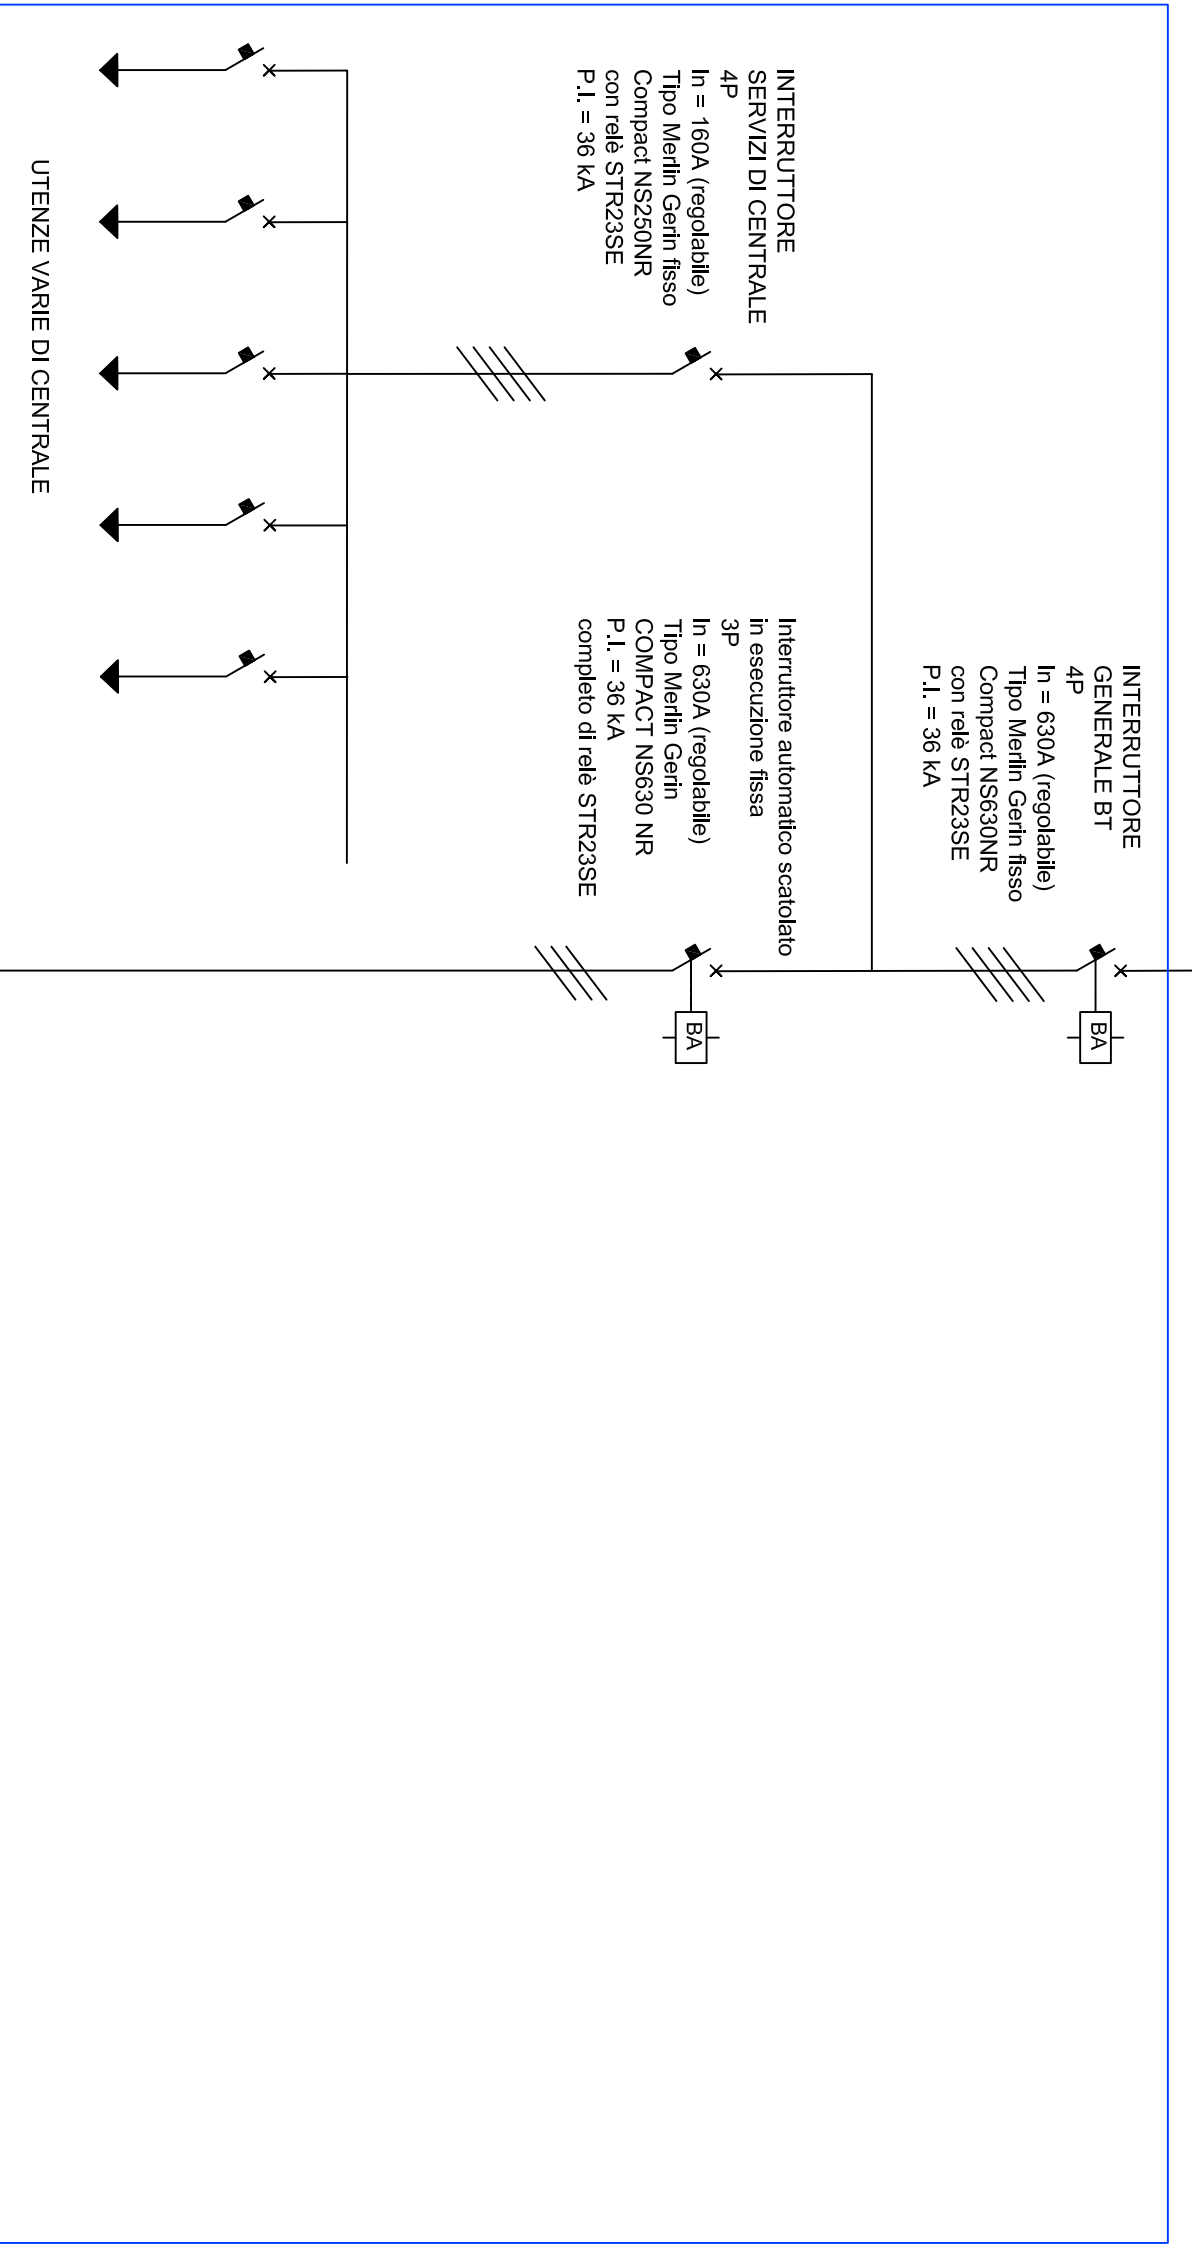 INTERRUTTORE
GENERALE BT
4P
In = 630A (regolabile)
Tipo Merlin Gerin fisso
Compact NS630NR
con relè STR23SE
P.I. = 36 kA
BA
INTERRUTTORE
SERVIZI DI CENTRALE
4P
In = 160A (regolabile)
Tipo Merlin Gerin fisso
Compact NS250NR
con relè STR23SE
P.I. = 36 kA
Interruttore automatico scatolato
in esecuzione fissa
3P
In = 630A (regolabile)
Tipo Merlin Gerin
COMPACT NS630 NR
P.I. = 36 kA
completo di relè STR23SE
BA
UTENZE VARIE DI CENTRALE